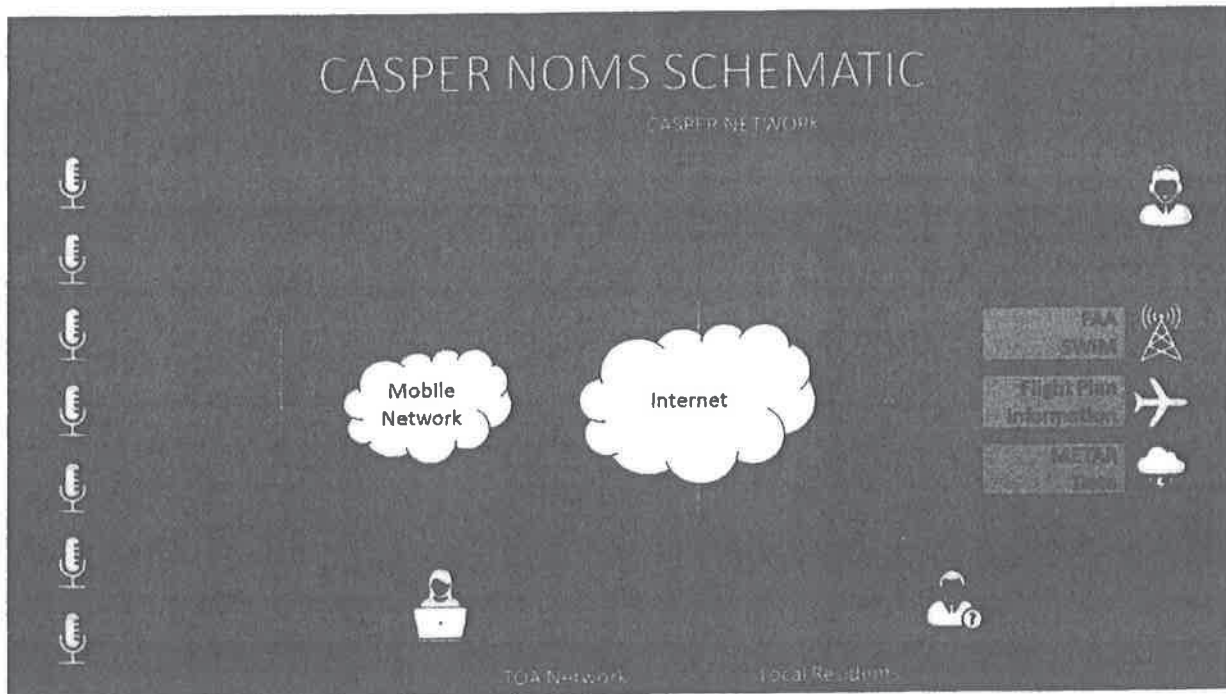 CASPER NOMS SCHEMATIC
CASPER NETWORK
FAA
SWIM
Mobile
Network
Internet
Flight Plan
Information
METAR
Data
TOA Network
Local Residents